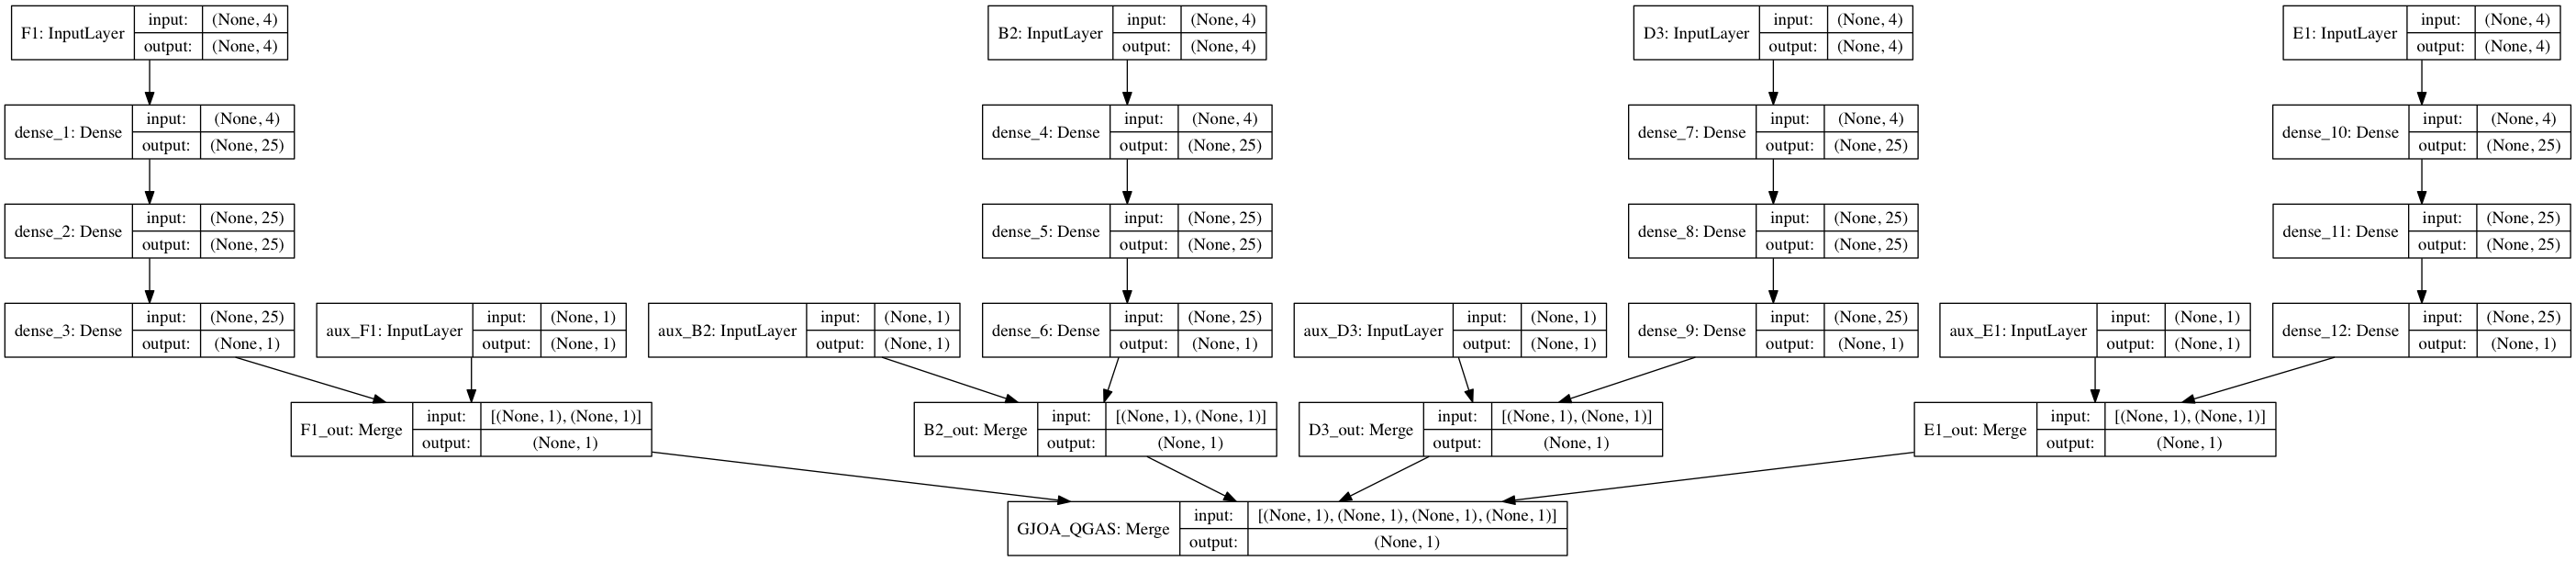 F1: InputLayer input: (None, 4) output: (None, 4)
B2: InputLayer input: (None, 4) output: (None, 4)
D3: InputLayer input: (None, 4) output: (None, 4)
E1: InputLayer input: (None, 4) output: (None, 4)
dense_1: Dense input: (None, 4) output: (None, 25)
dense_4: Dense input: (None, 4) output: (None, 25)
dense_7: Dense input: (None, 4) output: (None, 25)
dense_10: Dense input: (None, 4) output: (None, 25)
dense_2: Dense input: (None, 25) output: (None, 25)
dense_5: Dense input: (None, 25) output: (None, 25)
dense_8: Dense input: (None, 25) output: (None, 25)
dense_11: Dense input: (None, 25) output: (None, 25)
dense_3: Dense input: (None, 25) output: (None, 1)
aux_F1: InputLayer input: (None, 1) output: (None, 1)
aux_B2: InputLayer input: (None, 1) output: (None, 1)
dense_6: Dense input: (None, 25) output: (None, 1)
aux_D3: InputLayer input: (None, 1) output: (None, 1)
dense_9: Dense input: (None, 25) output: (None, 1)
aux_E1: InputLayer input: (None, 1) output: (None, 1)
dense_12: Dense input: (None, 25) output: (None, 1)
F1_out: Merge input: [(None, 1), (None, 1)] output: (None, 1)
B2_out: Merge input: [(None, 1), (None, 1)] output: (None, 1)
D3_out: Merge input: [(None, 1), (None, 1)] output: (None, 1)
E1_out: Merge input: [(None, 1), (None, 1)] output: (None, 1)
GJOA_QGAS: Merge input: [(None, 1), (None, 1), (None, 1), (None, 1)] output: (None, 1)